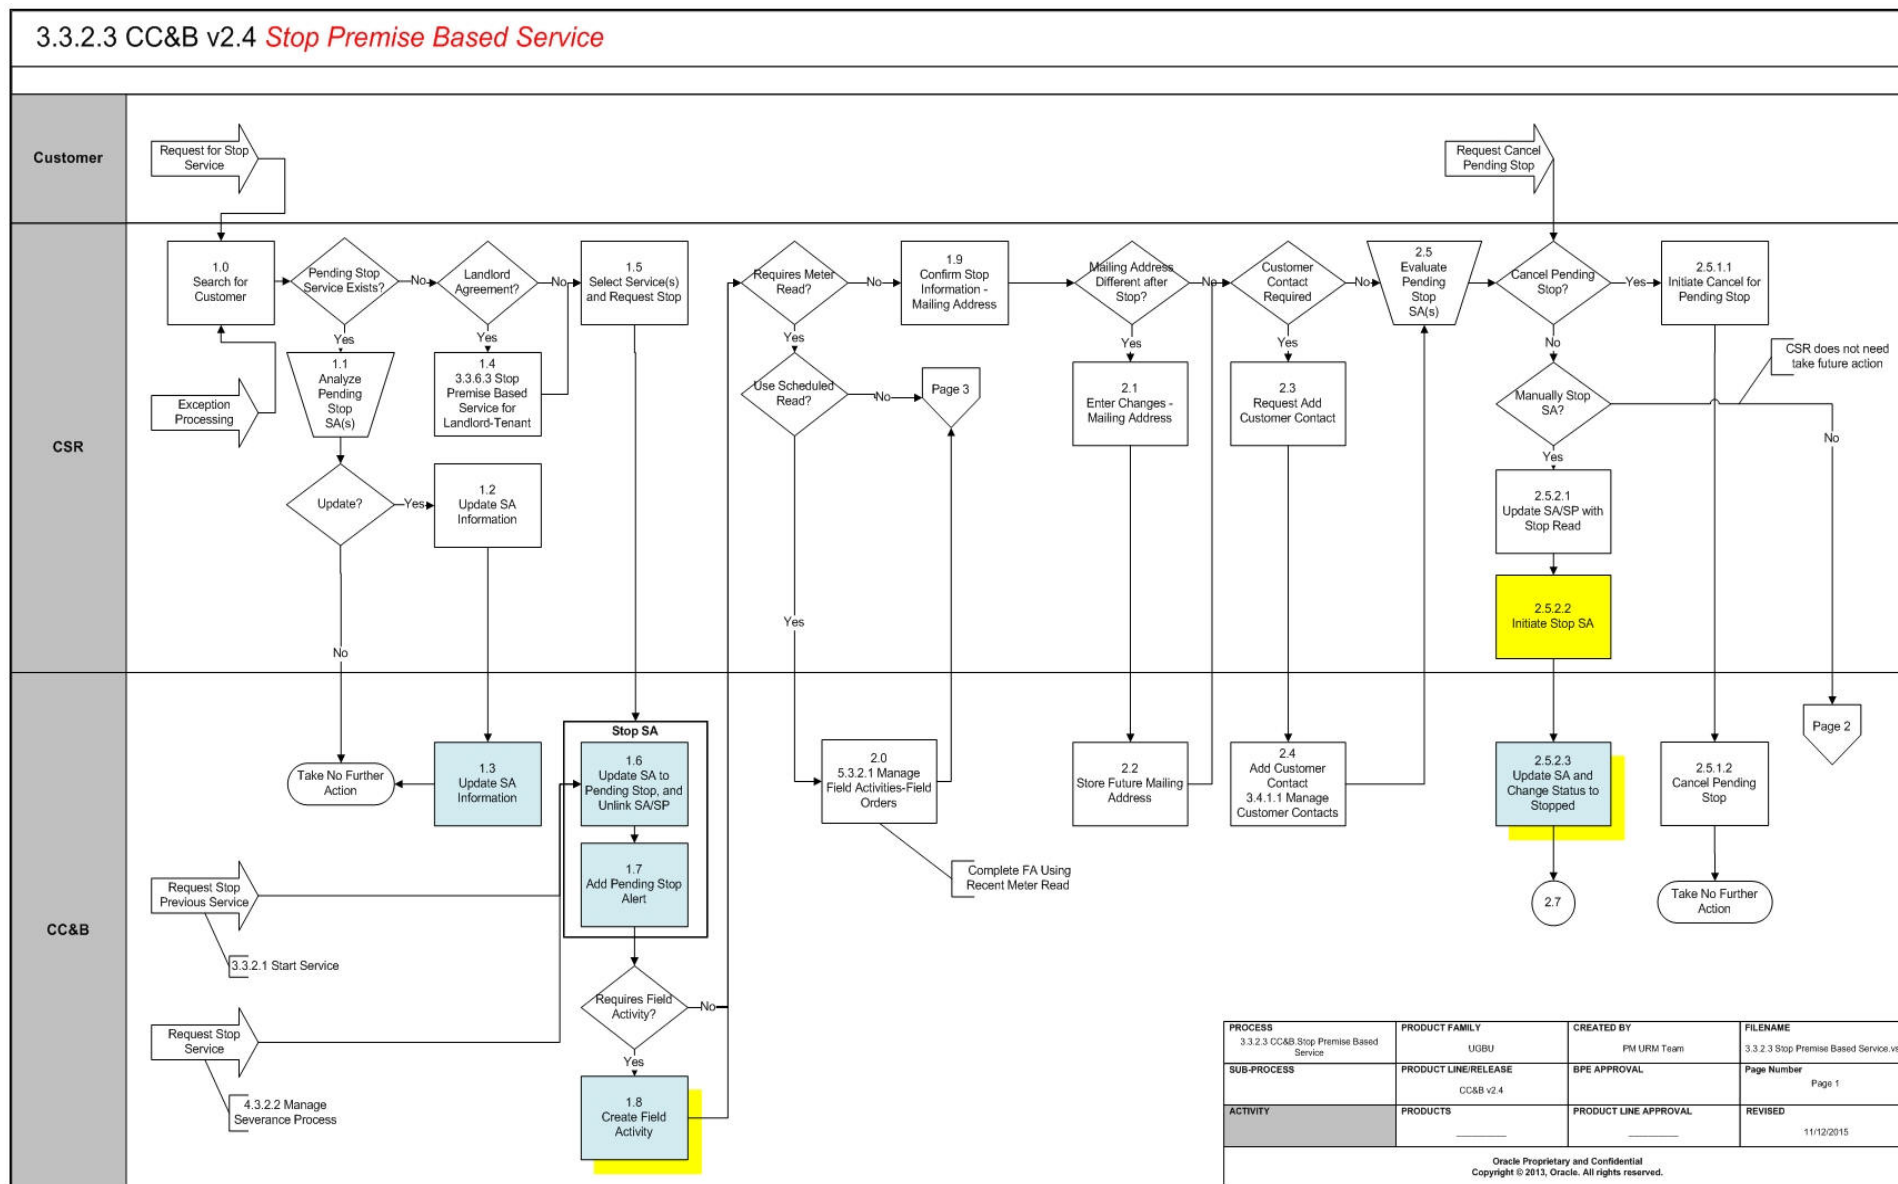 3.3.2.3 CC&B v2.4 Stop Premise Based Service
Customer
Request for Stop
Service
Request Cancel
Pending Stop
CSR
1.0
Search for
Customer
Pending Stop
Service Exists?
No
Landlord
Agreement?
No
1.5
Select Service(s)
and Request Stop
Requires Meter
Read?
No
1.9
Confirm Stop
Information -
Mailing Address
Mailing Address
Different after
Stop?
No
Customer
Contact
Required
No
2.5
Evaluate
Pending
Stop
SA(s)
Cancel Pending
Stop?
Yes
2.5.1.1
Initiate Cancel for
Pending Stop
Yes
Yes
Yes
Yes
Yes
No
CSR does not need
take future action
Exception
Processing
1.1
Analyze
Pending
Stop
SA(s)
1.4
3.3.6.3 Stop
Premise Based
Service for
Landlord-Tenant
Use Scheduled
Read?
No
Page 3
2.1
Enter Changes -
Mailing Address
2.3
Request Add
Customer Contact
Manually Stop
SA?
No
Yes
Update?
Yes
1.2
Update SA
Information
2.5.2.1
Update SA/SP with
Stop Read
Yes
2.5.2.2
Initiate Stop SA
No
CC&B
Take No Further
Action
1.3
Update SA
Information
Stop SA
1.6
Update SA to
Pending Stop, and
Unlink SA/SP
1.7
Add Pending Stop
Alert
2.0
5.3.2.1 Manage
Field Activities-Field
Orders
Complete FA Using
Recent Meter Read
2.2
Store Future Mailing
Address
2.4
Add Customer
Contact
3.4.1.1 Manage
Customer Contacts
2.5.2.3
Update SA and
Change Status to
Stopped
2.5.1.2
Cancel Pending
Stop
Page 2
2.7
Take No Further
Action
Request Stop
Previous Service
3.3.2.1 Start Service
Requires Field
Activity?
No
Yes
Request Stop
Service
4.3.2.2 Manage
Severance Process
1.8
Create Field
Activity
PROCESS
3.3.2.3 CC&B.Stop Premise Based
Service
PRODUCT FAMILY
UGBU
CREATED BY
PM URM Team
FILENAME
3.3.2.3 Stop Premise Based Service.vs
SUB-PROCESS
PRODUCT LINE/RELEASE
CC&B v2.4
BPE APPROVAL
Page Number
Page 1
ACTIVITY
PRODUCTS
PRODUCT LINE APPROVAL
REVISED
11/12/2015
Oracle Proprietary and Confidential
Copyright © 2013, Oracle. All rights reserved.